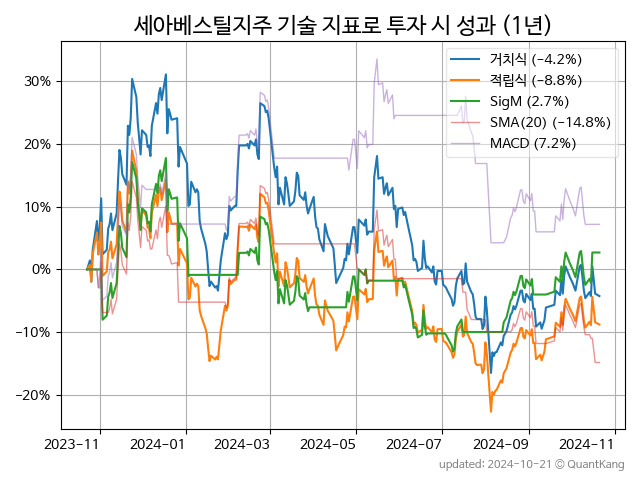 세아베스틸지주 기술 지표로 투자 시 성과 (1년)
거치식 (−4.2%)
적립식 (−8.8%)
SigM (2.7%)
SMA(20) (−14.8%)
MACD (7.2%)
30%
20%
10%
0%
−10%
−20%
2023-11 2024-01 2024-03 2024-05 2024-07 2024-09 2024-11
updated: 2024-10-21 © QuantKang